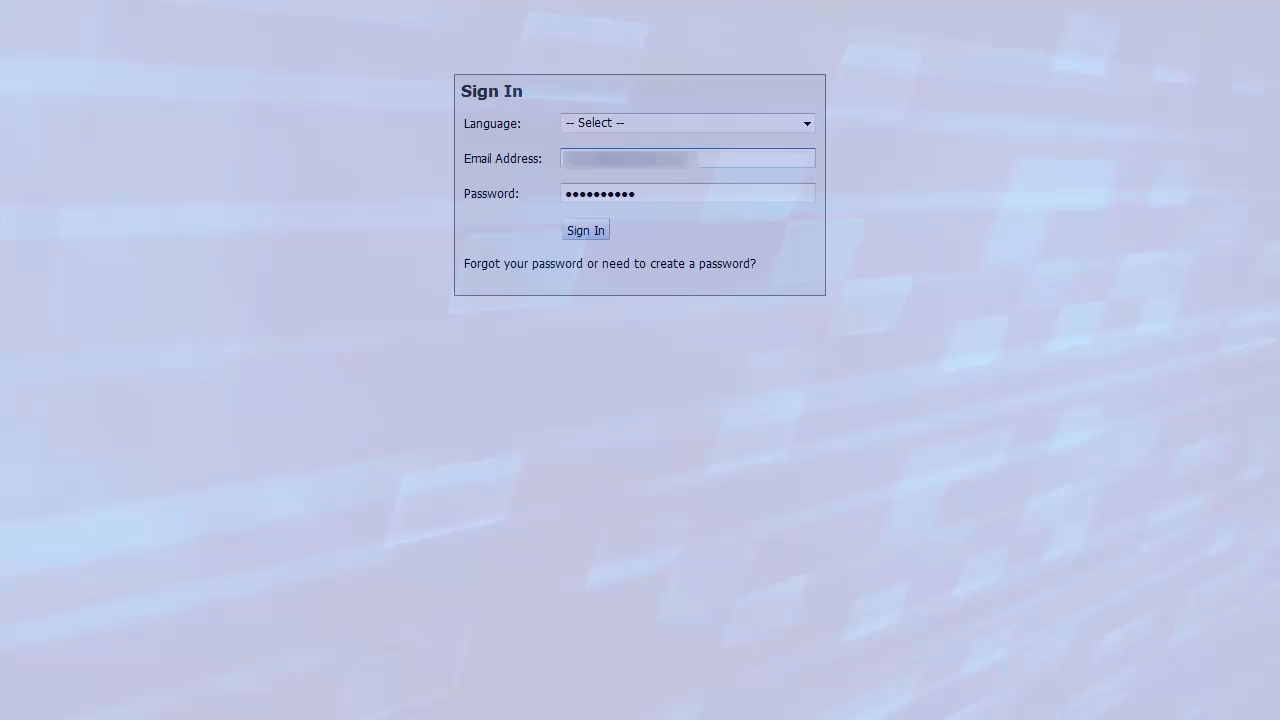 Sign In
Language: -- Select --
Email Address:
Password: ••••••••••
Sign In
Forgot your password or need to create a password?